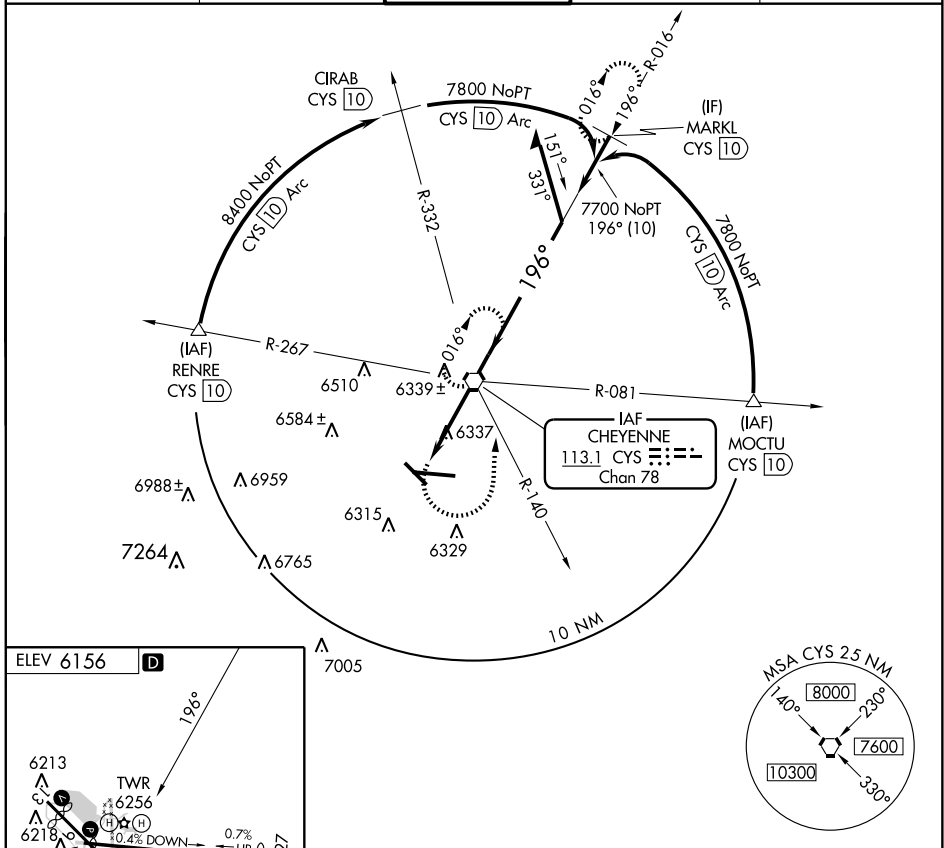 R-016
CIRAB
CYS 10
7800 NoPT
CYS 10 Arc
016°
196°
(IF)
MARKL
CYS 10
8400 NoPT
CYS 10 Arc
R-332
151°
331°
7700 NoPT
196° (10)
7800 NoPT
CYS 10 Arc
196°
(IAF)
RENRE
CYS 10
R-267
016°
6510
6339±
R-081
(IAF)
MOCTU
CYS 10
IAF
CHEYENNE
113.1 CYS
Chan 78
6584±
6337
R-140
6988±
6959
6315
6329
7264
6765
10 NM
7005
MSA CYS 25 NM
140°
8000
230°
7600
10300
330°
ELEV 6156 D
196°
6213
TWR
6256
V
P
H H
6218
0.4% DOWN
0.7%
UP
27